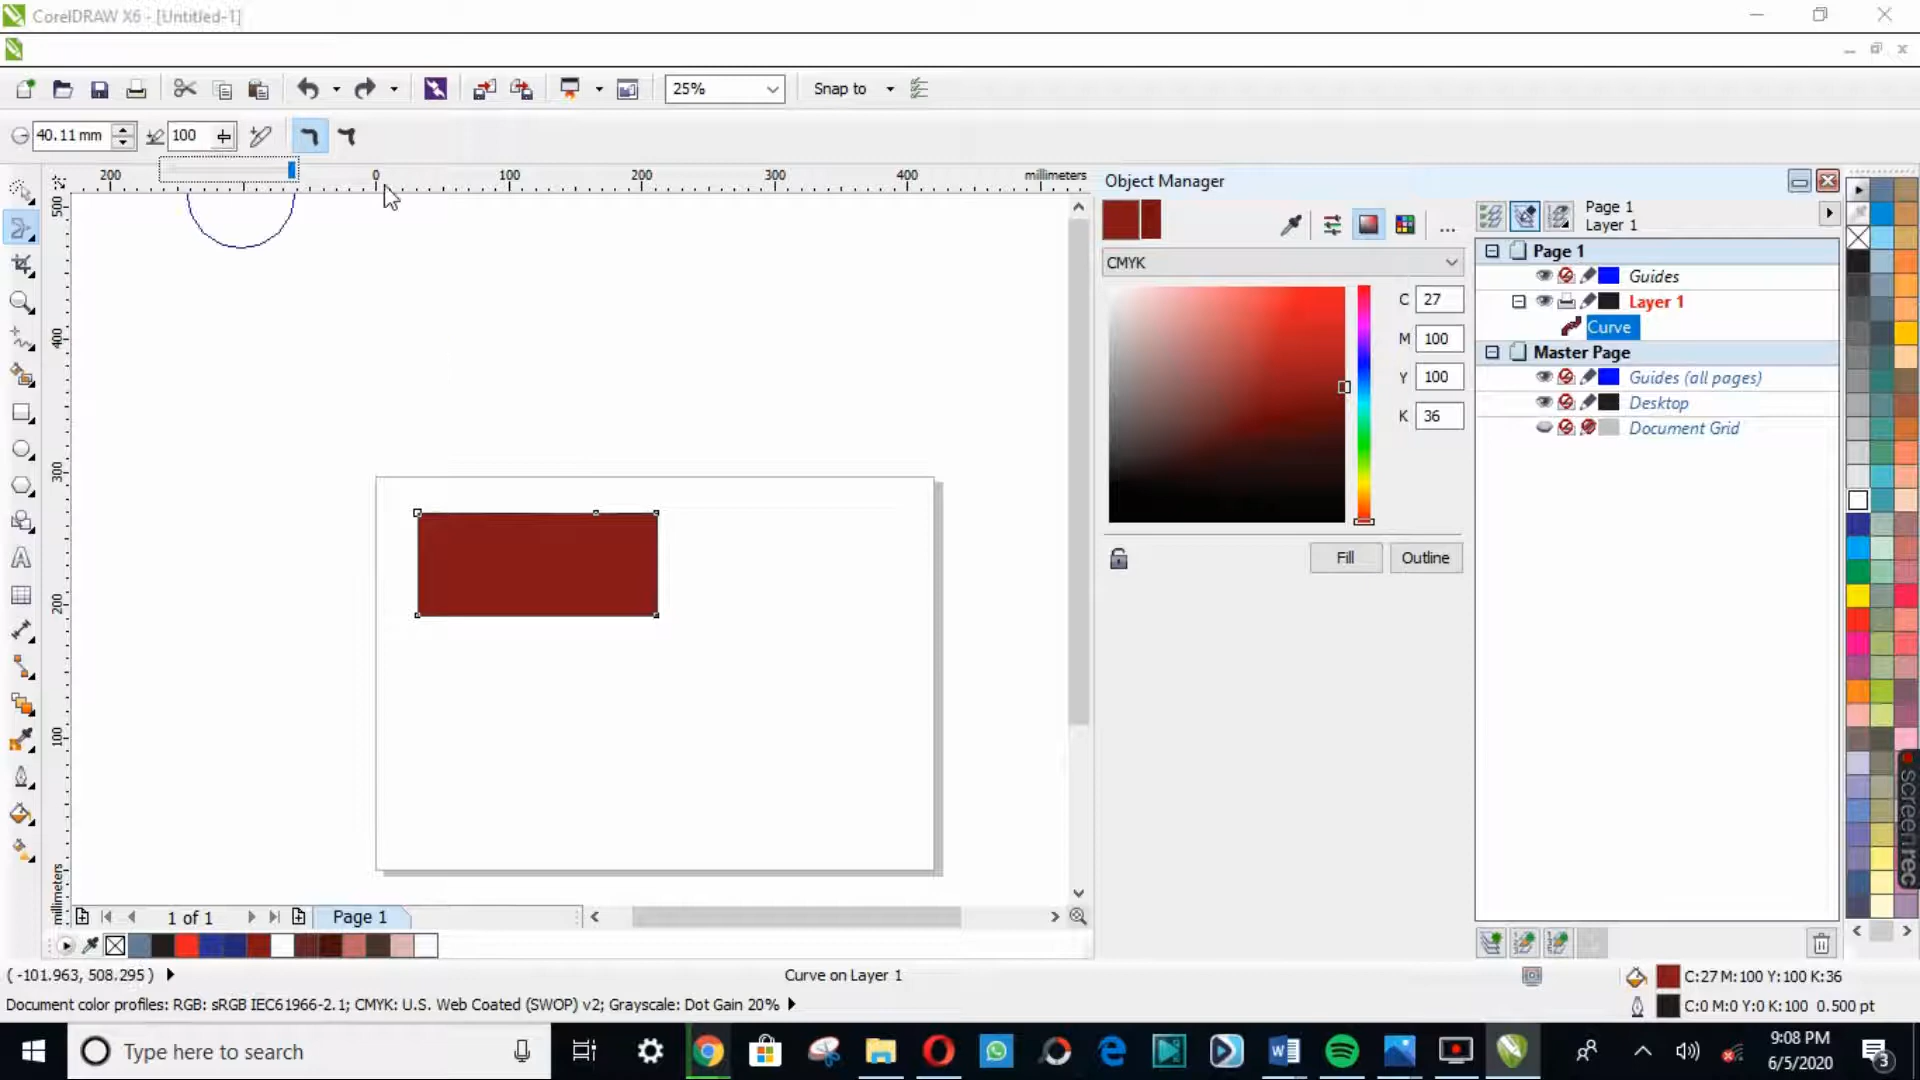 CorelDRAW X6 - [Untitled-1]
25%
Snap to
40.11 mm
100
200
0
100
200
300
400
millimeters
500
400
300
200
100
millimeters
Object Manager
CMYK
C 27
M 100
Y 100
K 36
Fill
Outline
Page 1
Layer 1
Page 1
Guides
Layer 1
Curve
Master Page
Guides (all pages)
Desktop
Document Grid
screenrec
1 of 1
Page 1
( -101.963, 508.295 )
Curve on Layer 1
C:27 M:100 Y:100 K:36
Document color profiles: RGB: sRGB IEC61966-2.1; CMYK: U.S. Web Coated (SWOP) v2; Grayscale: Dot Gain 20%
C:0 M:0 Y:0 K:100 0.500 pt
Type here to search
9:08 PM
6/5/2020
3